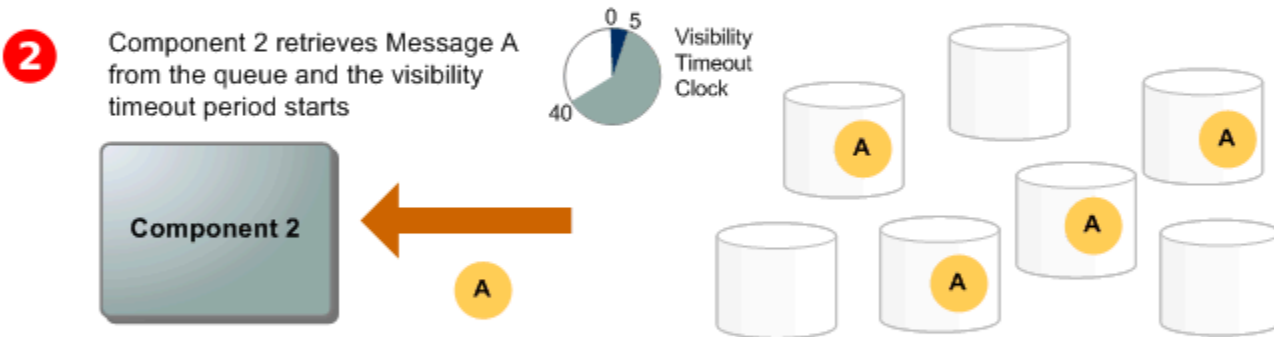 2
Component 2 retrieves Message A
from the queue and the visibility
timeout period starts
0 5
40
Visibility
Timeout
Clock
Component 2
A
A
A
A
A